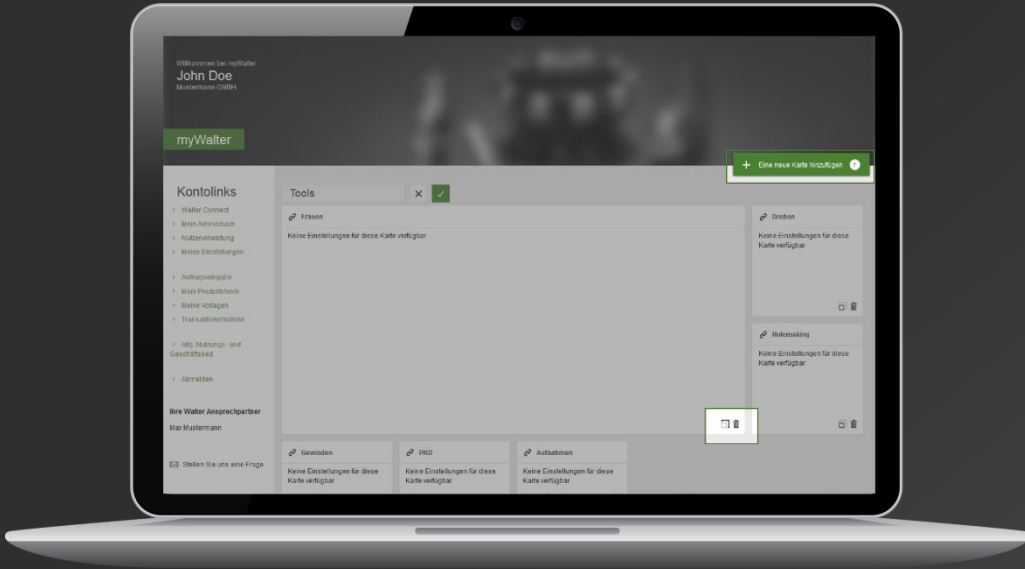 Willkommen bei myWalter
John Doe
Mustermann GMBH
myWalter
+ Eine neue Karte hinzufügen ?
Kontolinks
Walter Connect
Mein Adressbuch
Nutzerverwaltung
Meine Einstellungen
Auftragseingabe
Mein Produktcheck
Meine Vorlagen
Transaktionshistorie
Allg. Nutzungs- und
Geschäftsbed.
Abmelden
Ihre Walter Ansprechpartner
Max Mustermann
Stellen Sie uns eine Frage
Tools
Fräsen
Keine Einstellungen für diese Karte verfügbar
Drehen
Keine Einstellungen für diese
Karte verfügbar
Holemaking
Keine Einstellungen für diese
Karte verfügbar
Gewinden
Keine Einstellungen für diese
Karte verfügbar
PKD
Keine Einstellungen für diese
Karte verfügbar
Aufnahmen
Keine Einstellungen für diese
Karte verfügbar